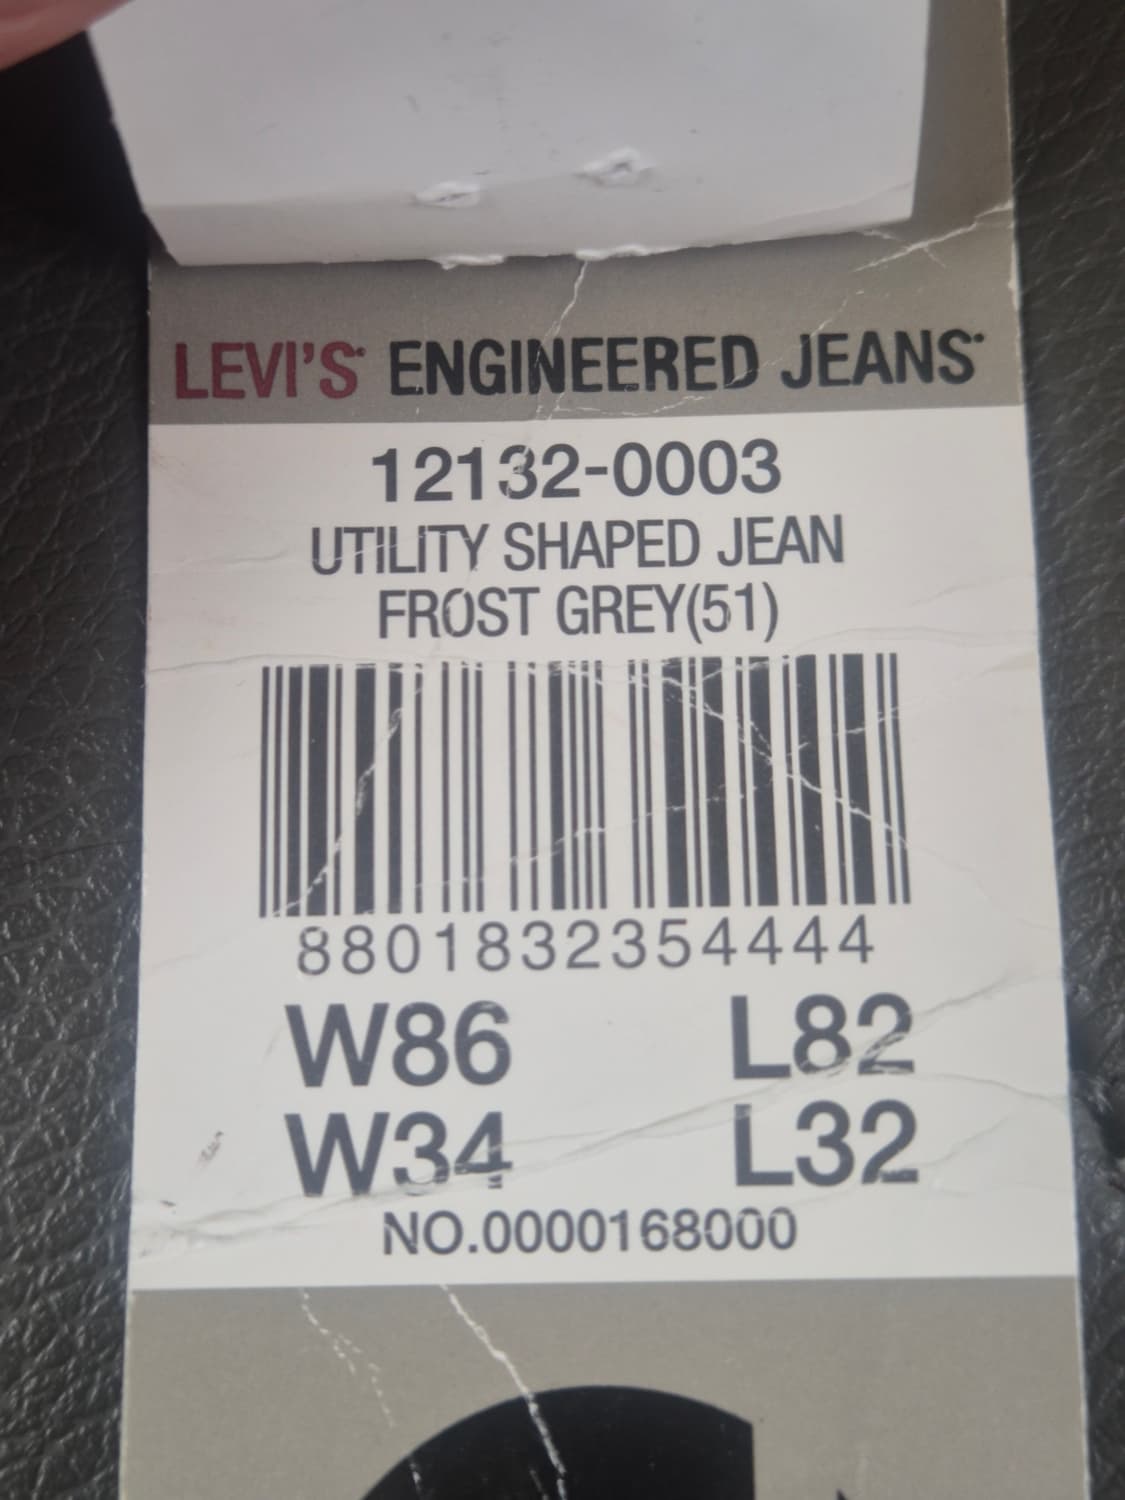 LEVI'S ENGINEERED JEANS
12132-0003
UTILITY SHAPED JEAN
FROST GREY(51)
8801832354444
W86 L82
W34 L32
NO.0000168000